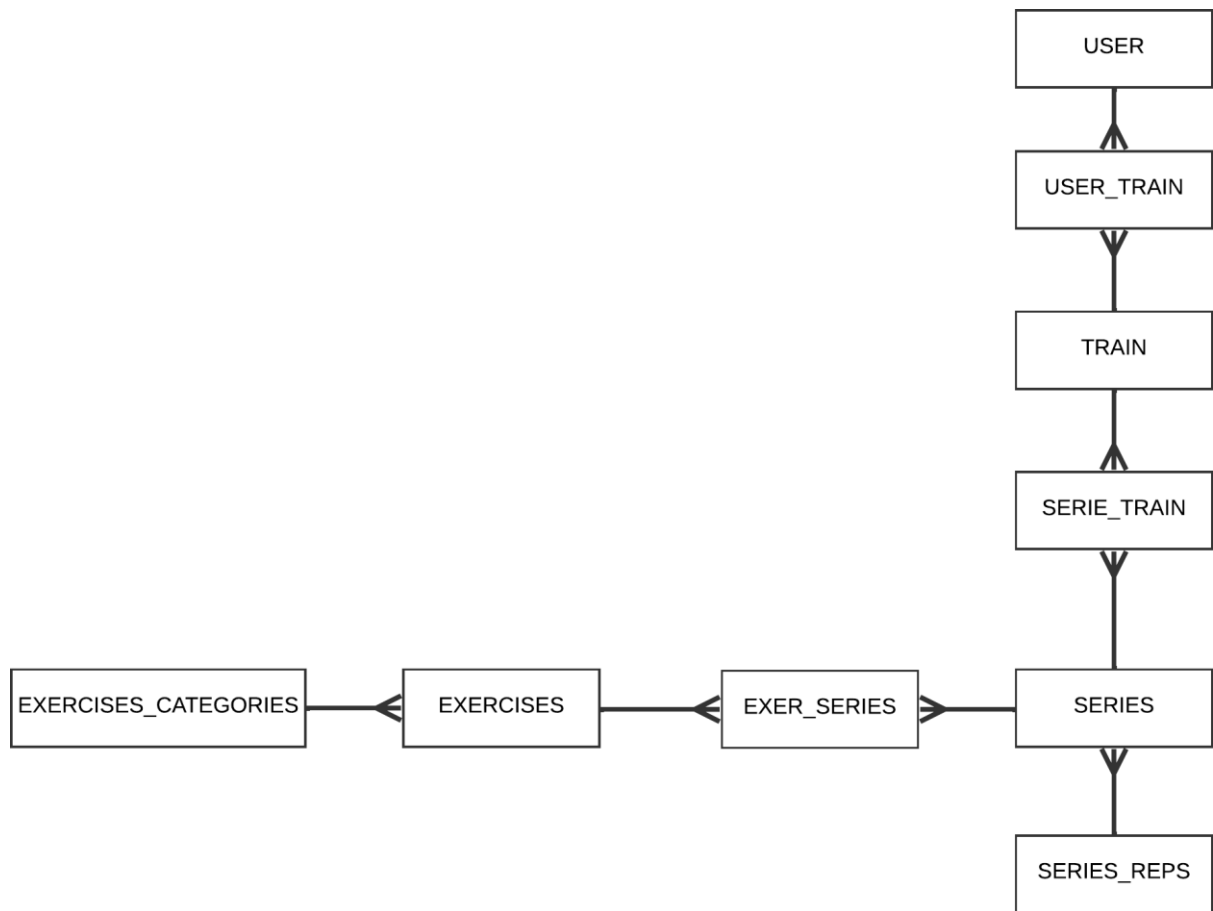 USER
USER_TRAIN
TRAIN
SERIE_TRAIN
EXERCISES_CATEGORIES
EXERCISES
EXER_SERIES
SERIES
SERIES_REPS